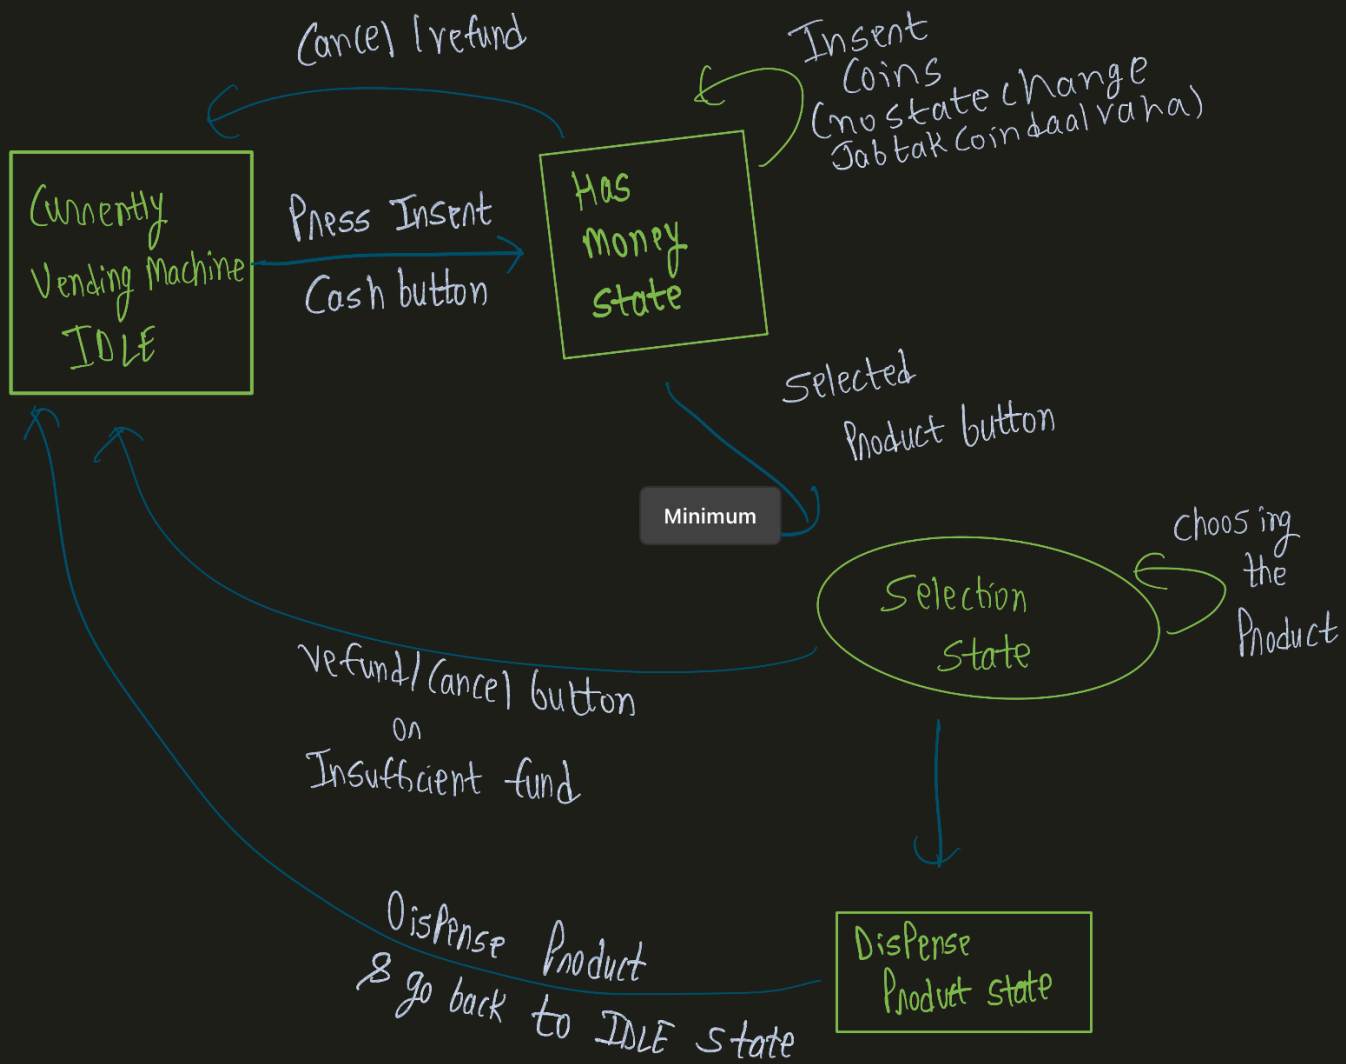 Cancel/refund
Insert
Coins
(no state change
Jab tak Coin daal raha)
Currently
Vending Machine
IDLE
Press Insert
Cash button
Has
Money
state
Selected
Product button
Minimum
Choosing
the
Product
Selection
state
refund/Cancel button
or
Insufficient fund
Dispense Product
& go back to IDLE state
Dispense
Product state